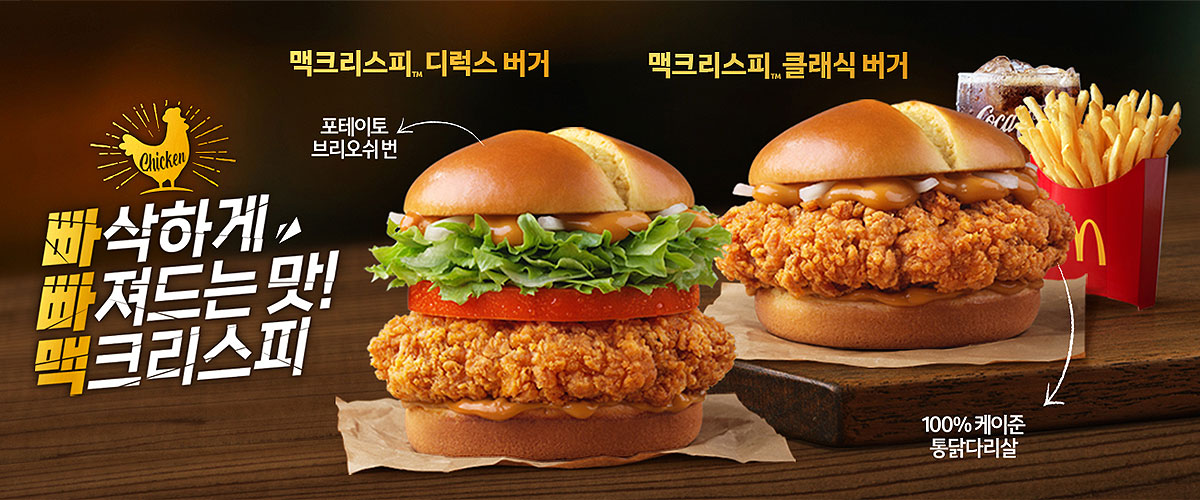 맥크리스피™ 디럭스 버거
맥크리스피™ 클래식 버거
포테이토
브리오쉬 번
Chicken
빠삭하게
빠져드는 맛!
맥크리스피
100% 케이준
통닭다리살